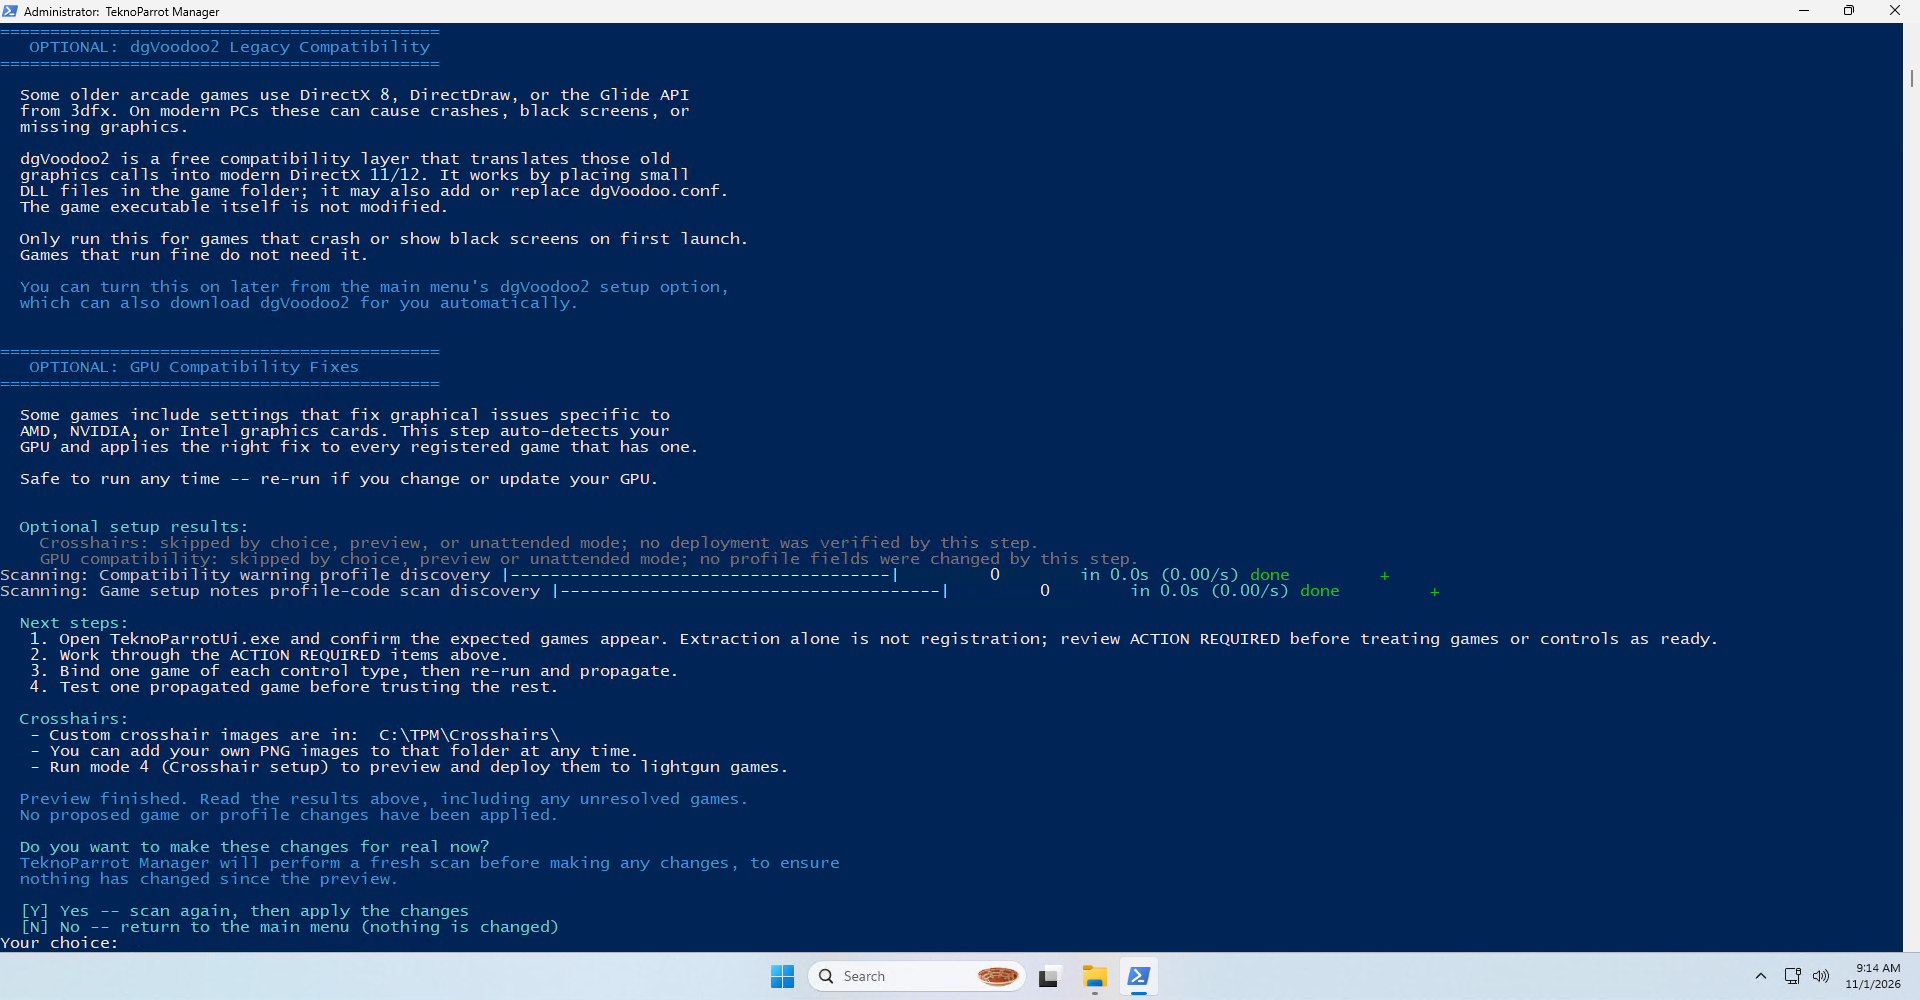 Administrator: TeknoParrot Manager
============================================
OPTIONAL: dgVoodoo2 Legacy Compatibility
============================================
Some older arcade games use DirectX 8, DirectDraw, or the Glide API
from 3dfx. On modern PCs these can cause crashes, black screens, or
missing graphics.
dgVoodoo2 is a free compatibility layer that translates those old
graphics calls into modern DirectX 11/12. It works by placing small
DLL files in the game folder; it may also add or replace dgVoodoo.conf.
The game executable itself is not modified.
Only run this for games that crash or show black screens on first launch.
Games that run fine do not need it.
You can turn this on later from the main menu's dgVoodoo2 setup option,
which can also download dgVoodoo2 for you automatically.
============================================
OPTIONAL: GPU Compatibility Fixes
============================================
Some games include settings that fix graphical issues specific to
AMD, NVIDIA, or Intel graphics cards. This step auto-detects your
GPU and applies the right fix to every registered game that has one.
Safe to run any time -- re-run if you change or update your GPU.
Optional setup results:
Crosshairs: skipped by choice, preview, or unattended mode; no deployment was verified by this step.
GPU compatibility: skipped by choice, preview or unattended mode; no profile fields were changed by this step.
Scanning: Compatibility warning profile discovery |--------------------------------------| 0 in 0.0s (0.00/s) done +
Scanning: Game setup notes profile-code scan discovery |--------------------------------------| 0 in 0.0s (0.00/s) done +
Next steps:
1. Open TeknoParrotUi.exe and confirm the expected games appear. Extraction alone is not registration; review ACTION REQUIRED before treating games or controls as ready.
2. Work through the ACTION REQUIRED items above.
3. Bind one game of each control type, then re-run and propagate.
4. Test one propagated game before trusting the rest.
Crosshairs:
- Custom crosshair images are in: C:\TPM\Crosshairs\
- You can add your own PNG images to that folder at any time.
- Run mode 4 (Crosshair setup) to preview and deploy them to lightgun games.
Preview finished. Read the results above, including any unresolved games.
No proposed game or profile changes have been applied.
Do you want to make these changes for real now?
TeknoParrot Manager will perform a fresh scan before making any changes, to ensure
nothing has changed since the preview.
[Y] Yes -- scan again, then apply the changes
[N] No -- return to the main menu (nothing is changed)
Your choice:
Search
9:14 AM
11/1/2026